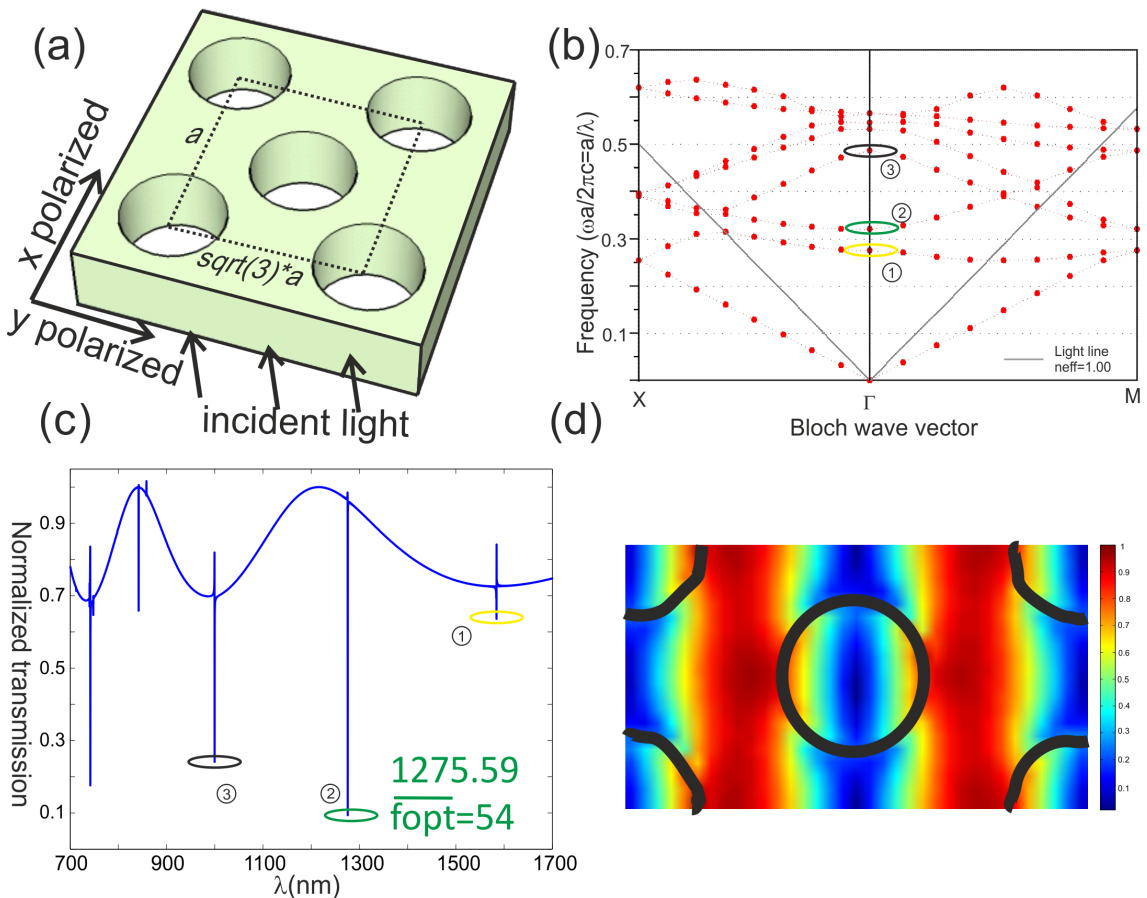 (a)
a
sqrt(3)*a
x polarized
y polarized
incident light
(b)
Frequency (ωa/2πc=a/λ)
0.7
0.5
0.3
0.1
③
②
①
Light line
neff=1.00
X
Γ
M
Bloch wave vector
(c)
Normalized transmission
0.9
0.7
0.5
0.3
0.1
①
③
②
1275.59
fopt=54
700
900
1100
1300
1500
1700
λ(nm)
(d)
1
0.9
0.8
0.7
0.6
0.5
0.4
0.3
0.2
0.1